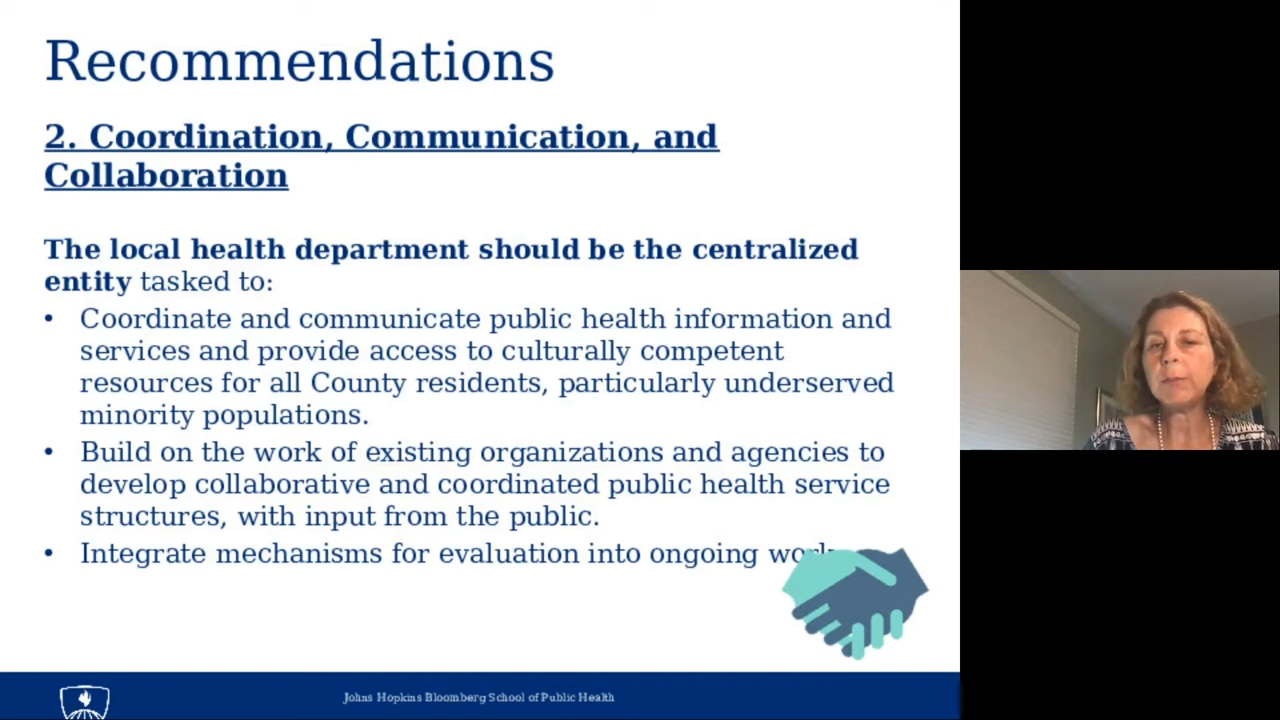 Recommendations
2. Coordination, Communication, and
Collaboration
The local health department should be the centralized
entity tasked to:
• Coordinate and communicate public health information and
services and provide access to culturally competent
resources for all County residents, particularly underserved
minority populations.
• Build on the work of existing organizations and agencies to
develop collaborative and coordinated public health service
structures, with input from the public.
• Integrate mechanisms for evaluation into ongoing work
Johns Hopkins Bloomberg School of Public Health